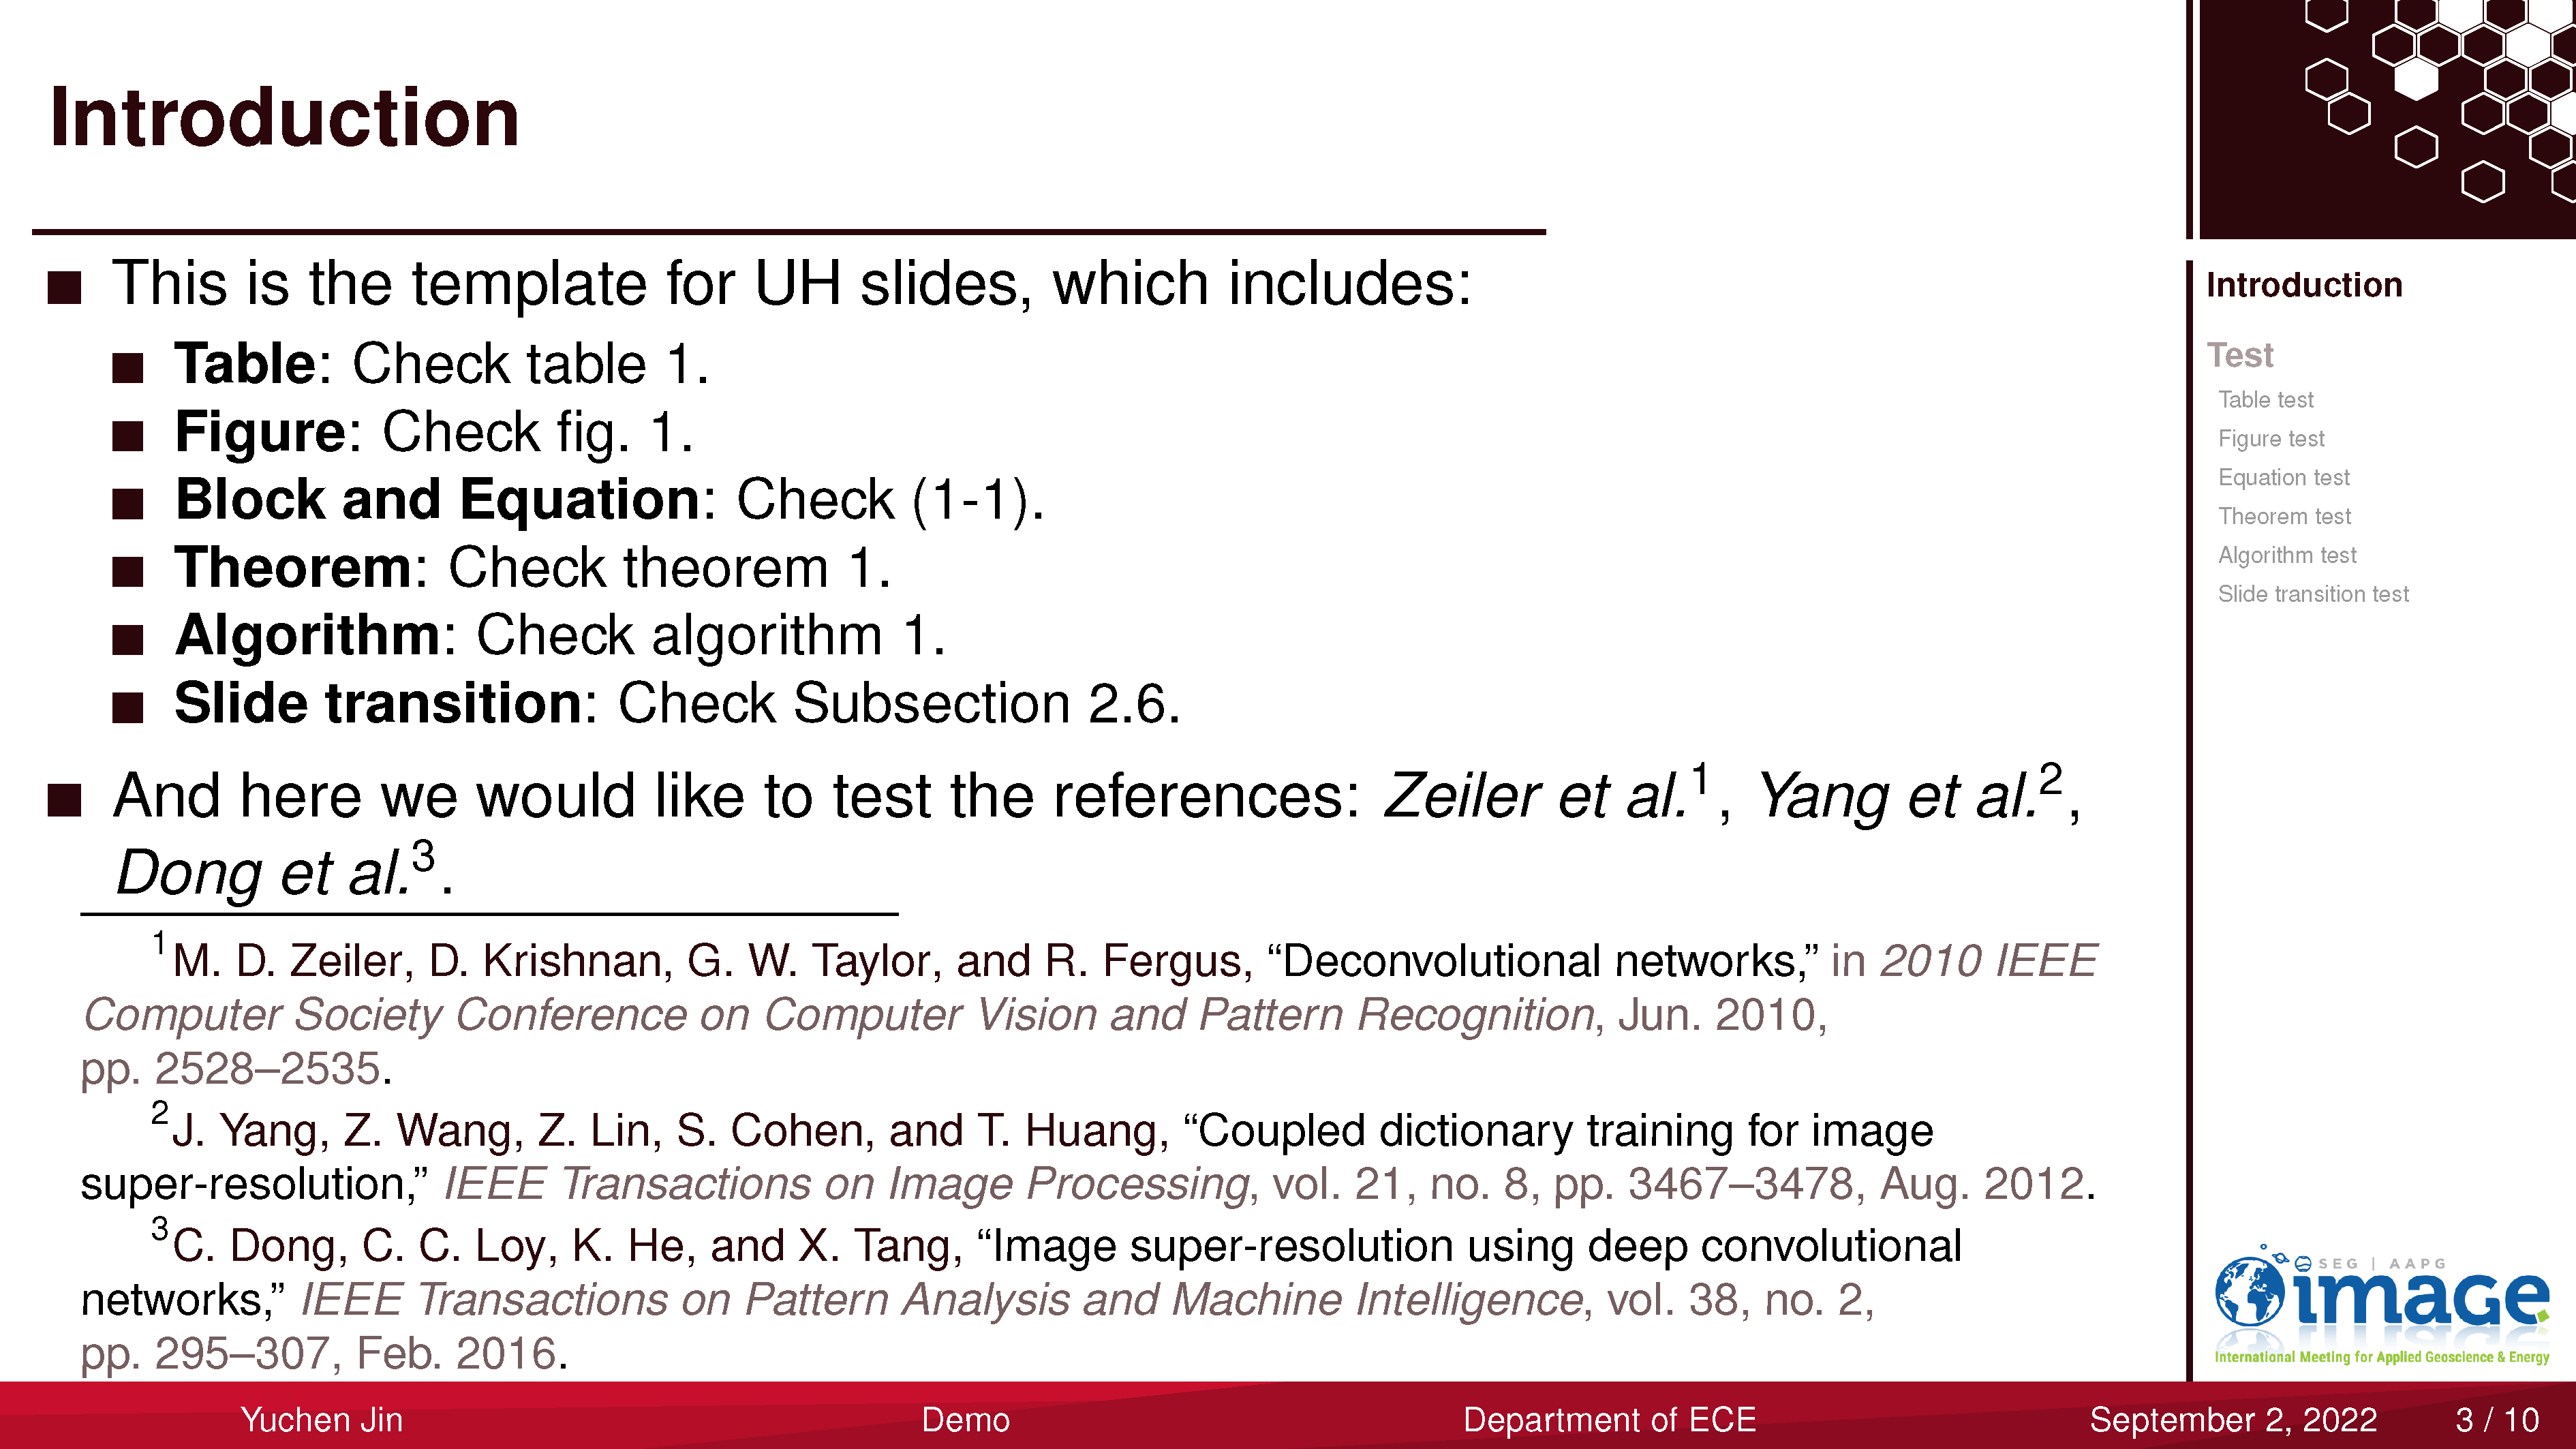 Introduction
■ This is the template for UH slides, which includes:
■ Table: Check table 1.
■ Figure: Check fig. 1.
■ Block and Equation: Check (1-1).
■ Theorem: Check theorem 1.
■ Algorithm: Check algorithm 1.
■ Slide transition: Check Subsection 2.6.
■ And here we would like to test the references: Zeiler et al.¹, Yang et al.²,
Dong et al.³.
¹M. D. Zeiler, D. Krishnan, G. W. Taylor, and R. Fergus, “Deconvolutional networks,” in 2010 IEEE
Computer Society Conference on Computer Vision and Pattern Recognition, Jun. 2010,
pp. 2528–2535.
²J. Yang, Z. Wang, Z. Lin, S. Cohen, and T. Huang, “Coupled dictionary training for image
super-resolution,” IEEE Transactions on Image Processing, vol. 21, no. 8, pp. 3467–3478, Aug. 2012.
³C. Dong, C. C. Loy, K. He, and X. Tang, “Image super-resolution using deep convolutional
networks,” IEEE Transactions on Pattern Analysis and Machine Intelligence, vol. 38, no. 2,
pp. 295–307, Feb. 2016.
Introduction
Test
Table test
Figure test
Equation test
Theorem test
Algorithm test
Slide transition test
SEG | AAPG
image
International Meeting for Applied Geoscience & Energy
Yuchen Jin Demo Department of ECE September 2, 2022 3 / 10